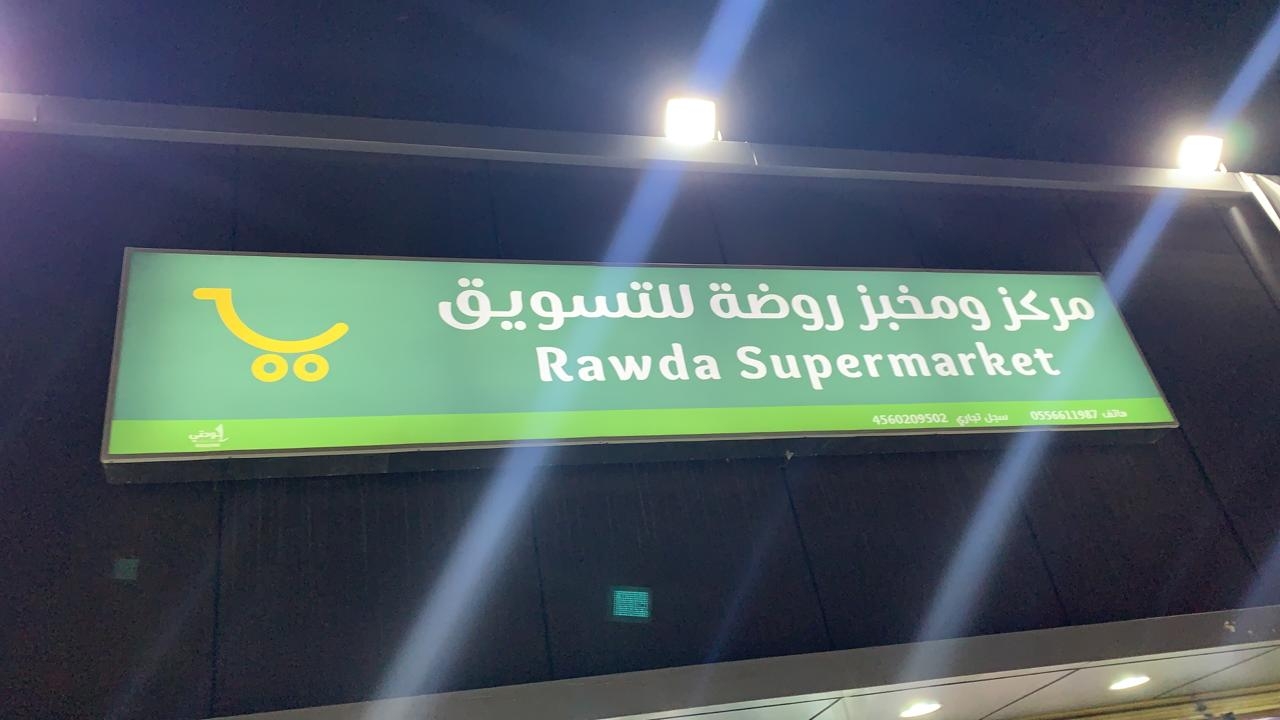 مركز ومخبز روضة للتسويق
Rawda Supermarket
هاتف 0556611987 سجل تجاري 4560209502